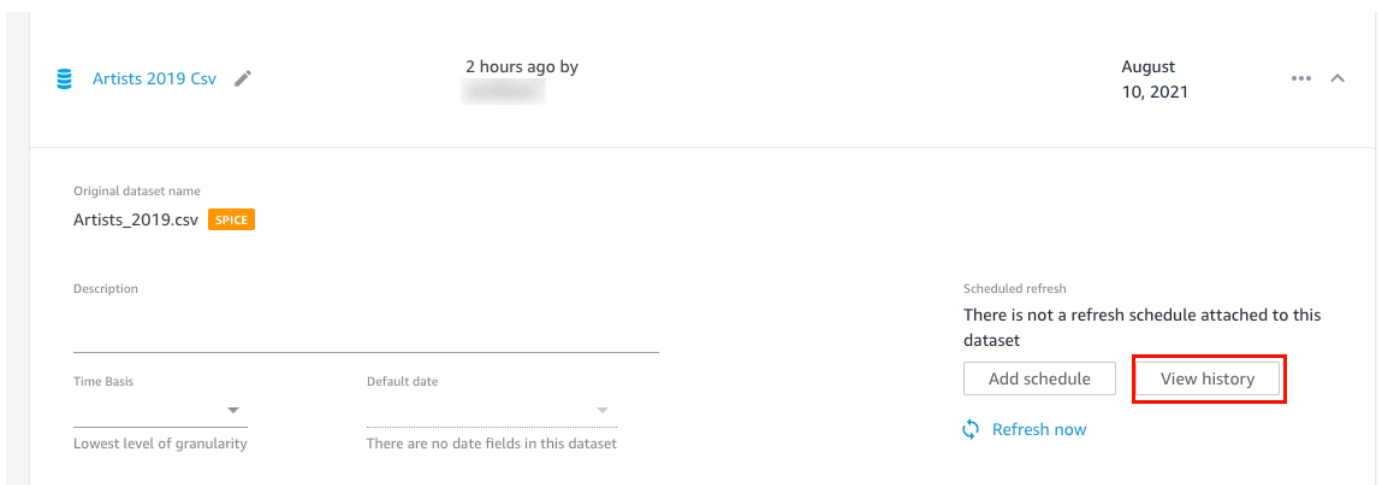 Artists 2019 Csv
2 hours ago by
August
10, 2021
Original dataset name
Artists_2019.csv SPICE
Description
Scheduled refresh
There is not a refresh schedule attached to this
dataset
Time Basis
Default date
Add schedule
View history
Lowest level of granularity
There are no date fields in this dataset
Refresh now